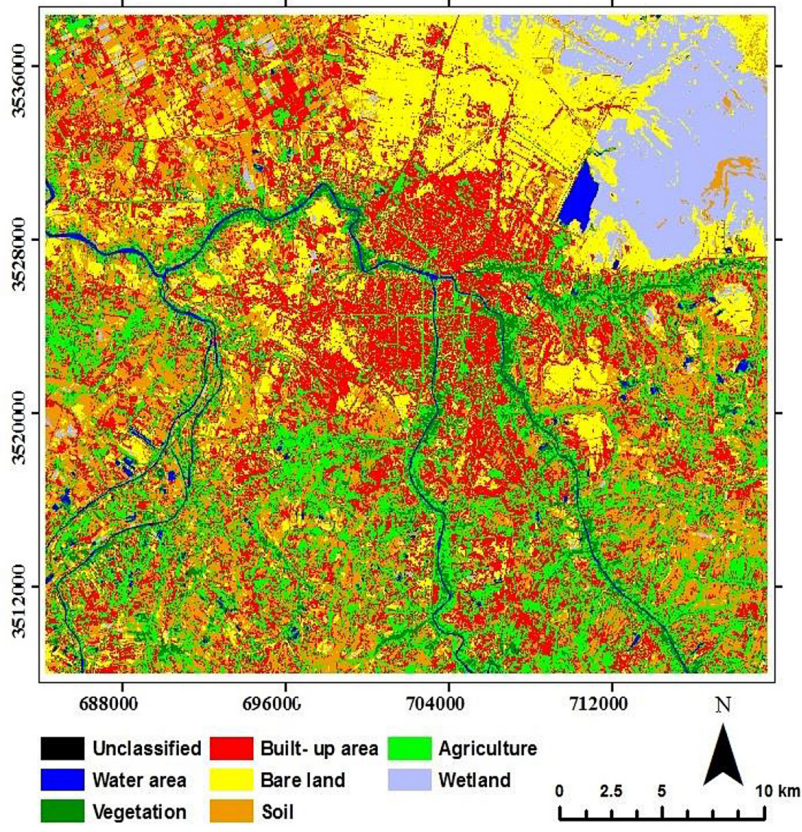 3536000
3528000
3520000
3512000
688000 696000 704000 712000 N
Unclassified Built- up area Agriculture
Water area Bare land Wetland
Vegetation Soil
0 2.5 5 10 km